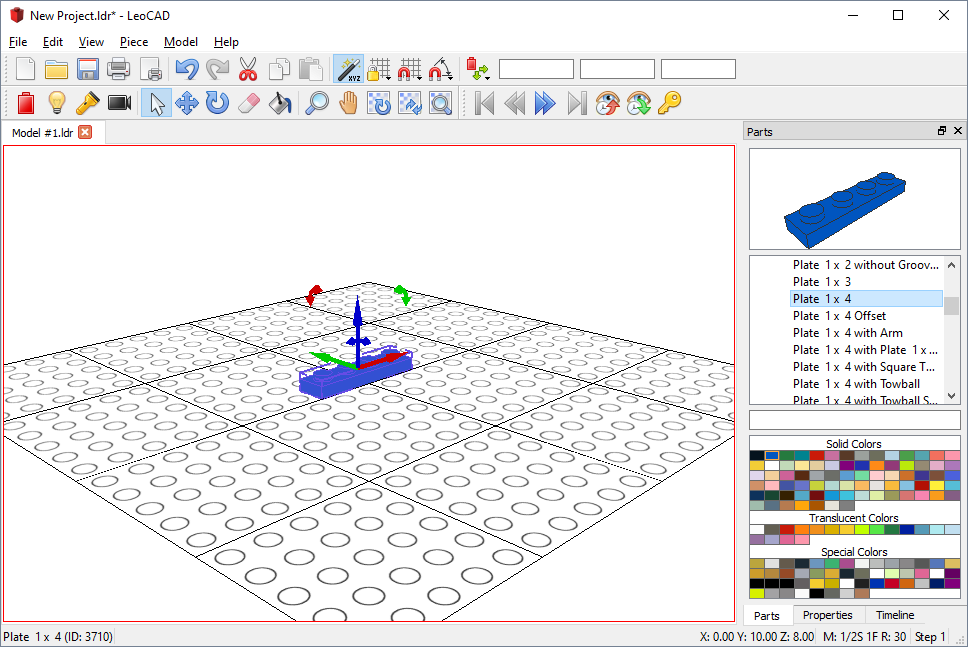 New Project.ldr* - LeoCAD
File Edit View Piece Model Help
XYZ
Model #1.ldr
Parts
Plate 1 x 2 without Groov...
Plate 1 x 3
Plate 1 x 4
Plate 1 x 4 Offset
Plate 1 x 4 with Arm
Plate 1 x 4 with Plate 1 x ...
Plate 1 x 4 with Square T...
Plate 1 x 4 with Towball
Plate 1 x 4 with Towball S...
Solid Colors
Translucent Colors
Special Colors
Parts Properties Timeline
Plate 1 x 4 (ID: 3710)
X: 0.00 Y: 10.00 Z: 8.00 M: 1/2S 1F R: 30 Step 1